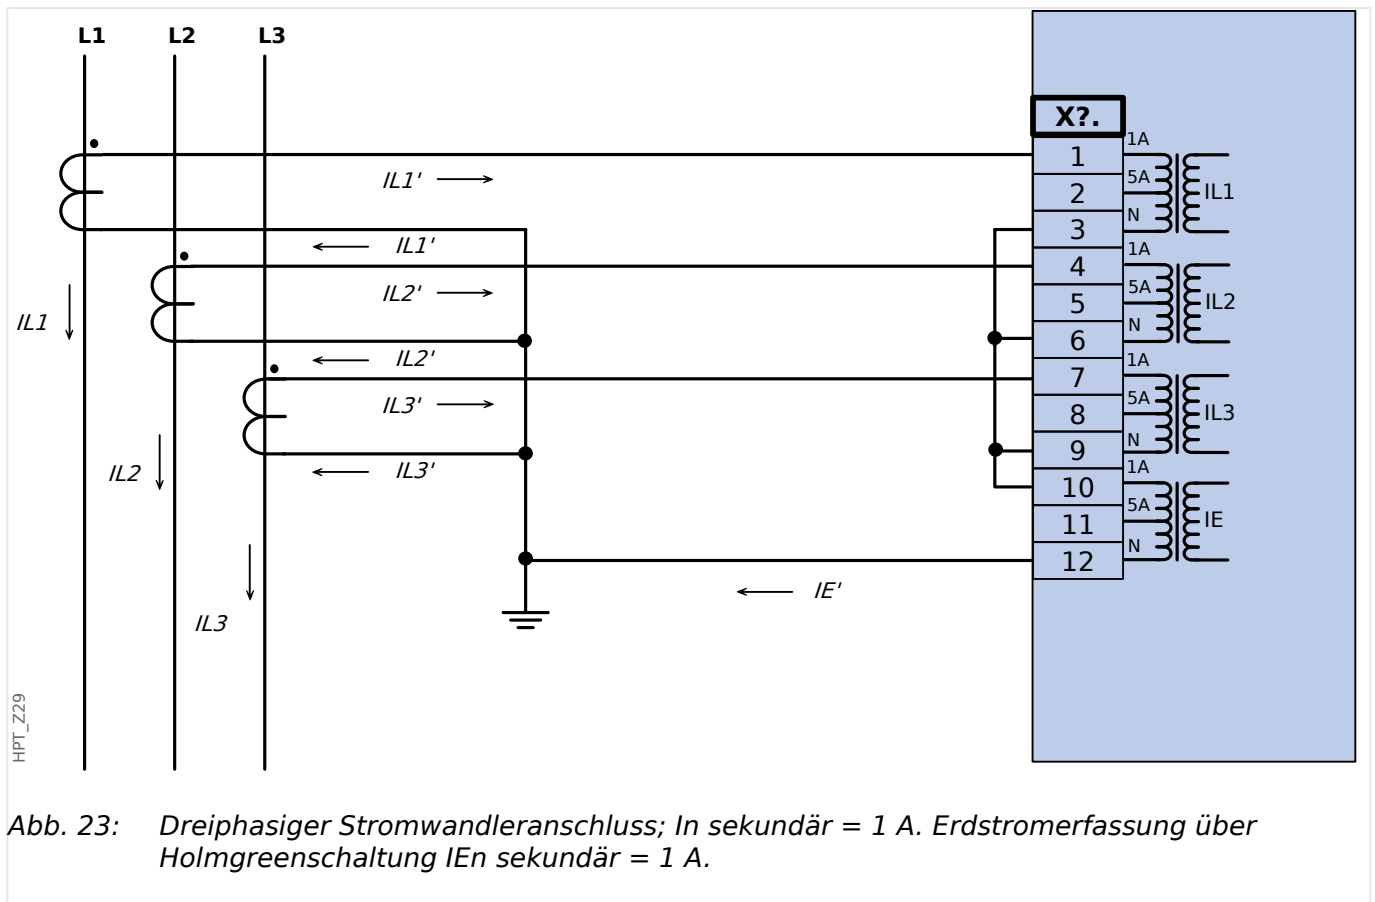 L1 L2 L3
X?.
1A
1
IL1'
5A
2
IL1
N
3
IL1'
1A
4
IL2'
5A
5
IL2
IL1
N
6
IL2'
1A
7
IL3'
5A
8
IL3
N
9
IL3'
IL2
1A
10
5A
11
IE
N
12
IE'
IL3
HPT_Z29
Abb. 23: Dreiphasiger Stromwandleranschluss; In sekundär = 1 A. Erdstromerfassung über
Holmgreenschaltung IEn sekundär = 1 A.